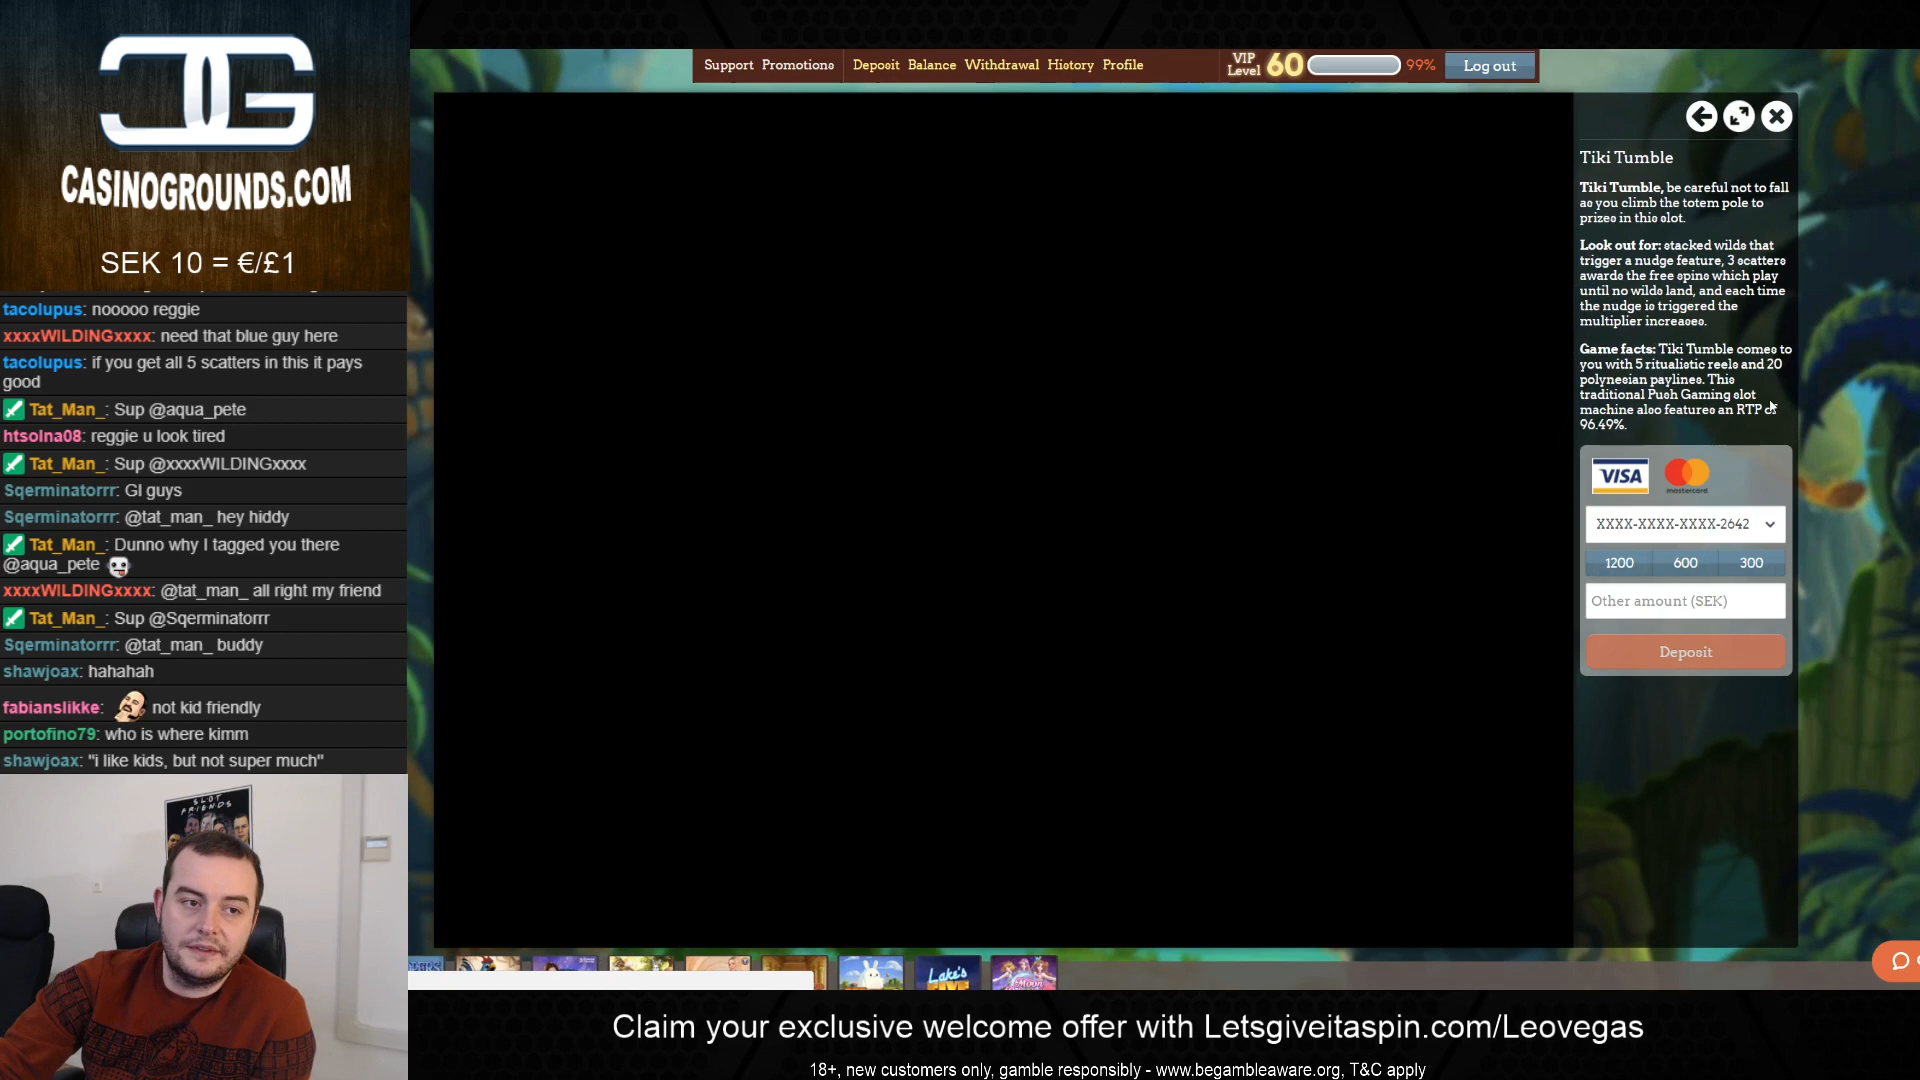 CG
CASINOGROUNDS.COM
SEK 10 = €/£1
tacolupus: nooooo reggie
xxxxWILDINGxxxx: need that blue guy here
tacolupus: if you get all 5 scatters in this it pays
good
Tat_Man_: Sup @aqua_pete
htsolna08: reggie u look tired
Tat_Man_: Sup @xxxxWILDINGxxxx
Sqerminatorrr: Gl guys
Sqerminatorrr: @tat_man_ hey hiddy
Tat_Man_: Dunno why I tagged you there
@aqua_pete
xxxxWILDINGxxxx: @tat_man_ all right my friend
Tat_Man_: Sup @Sqerminatorrr
Sqerminatorrr: @tat_man_ buddy
shawjoax: hahahah
fabianslikke: not kid friendly
portofino79: who is where kimm
shawjoax: "i like kids, but not super much"
SLOT
FRIENDS
Support Promotions Deposit Balance Withdrawal History Profile
VIP
Level 60 99% Log out
Tiki Tumble
Tiki Tumble, be careful not to fall
as you climb the totem pole to
prizes in this slot.
Look out for: stacked wilds that
trigger a nudge feature, 3 scatters
awards the free spins which play
until no wilds land, and each time
the nudge is triggered the
multiplier increases.
Game facts: Tiki Tumble comes to
you with 5 ritualistic reels and 20
polynesian paylines. This
traditional Push Gaming slot
machine also features an RTP of
96.49%.
VISA mastercard
XXXX-XXXX-XXXX-2642
1200 600 300
Other amount (SEK)
Deposit
Lake's
FIVE
Moon
Claim your exclusive welcome offer with Letsgiveitaspin.com/Leovegas
18+, new customers only, gamble responsibly - www.begambleaware.org, T&C apply